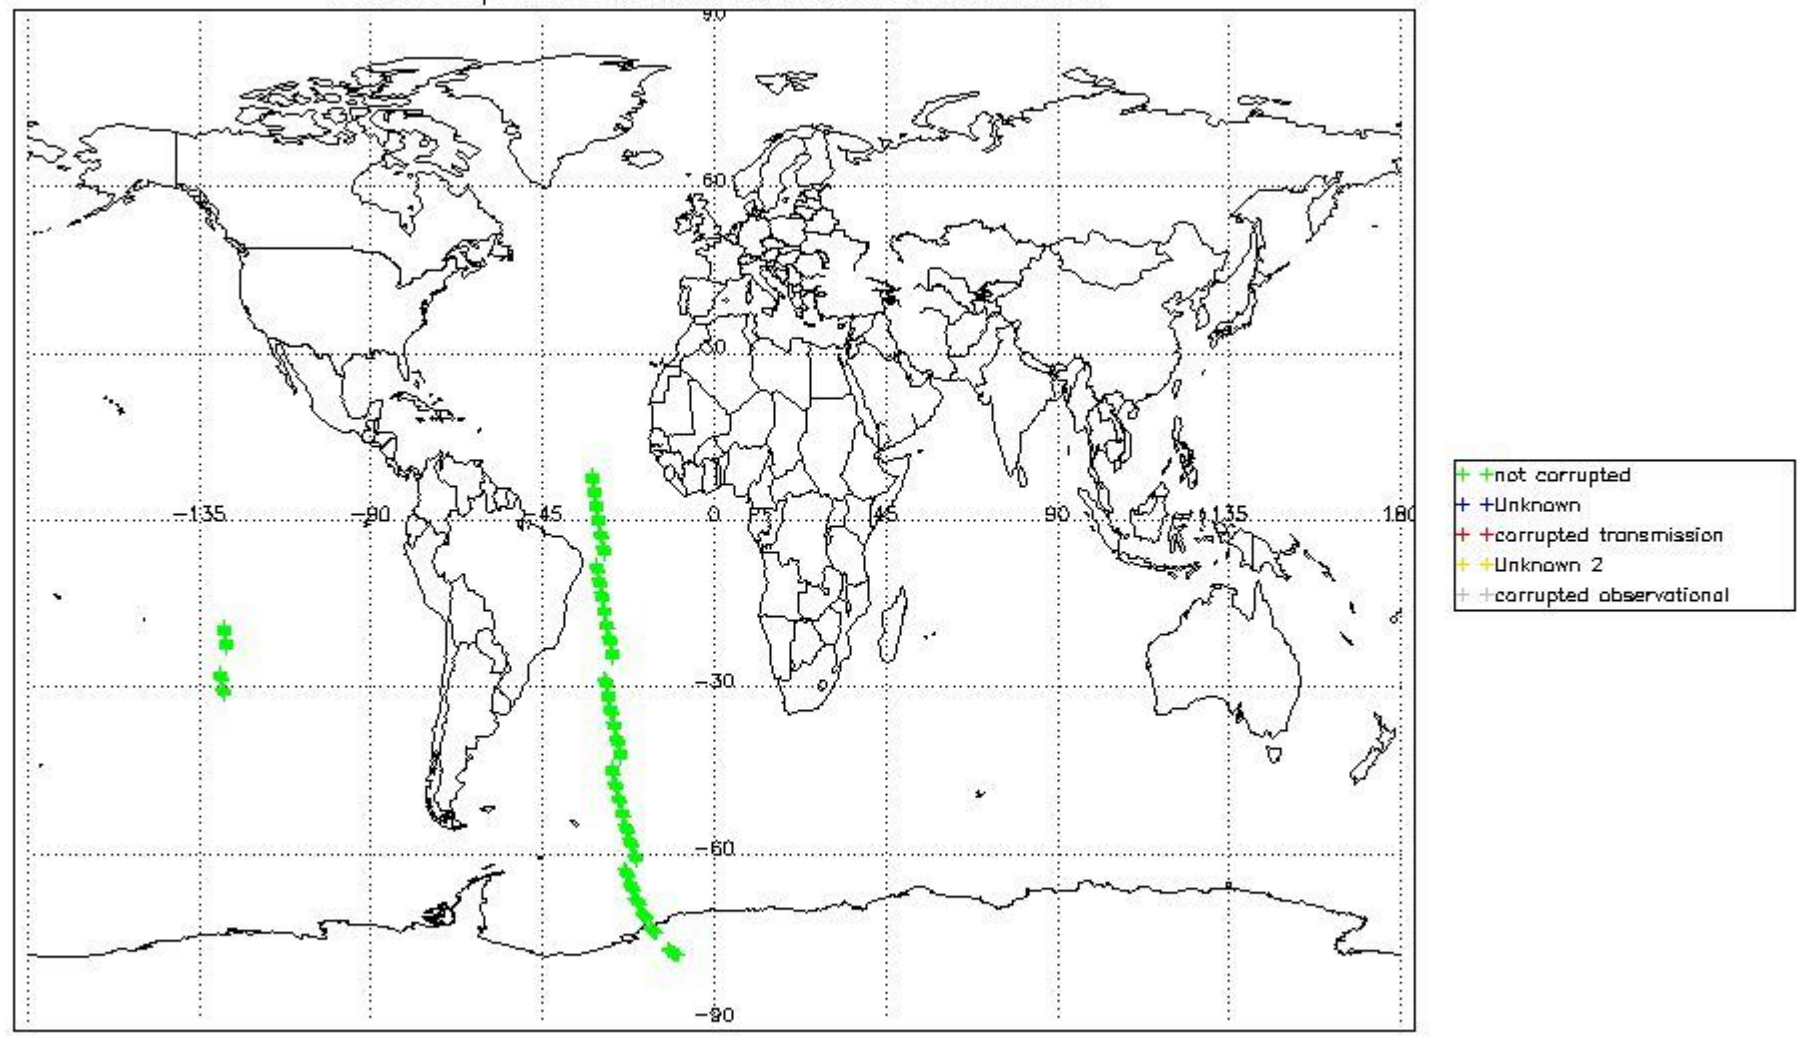 90
60
30
-135
-90
-45
0
45
90
135
180
-30
-60
-90
not corrupted
Unknown
corrupted transmission
Unknown 2
corrupted observational